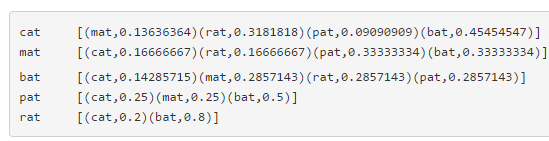 cat [(mat,0.13636364)(rat,0.3181818)(pat,0.09090909)(bat,0.45454547)]
mat [(cat,0.16666667)(rat,0.16666667)(pat,0.33333334)(bat,0.33333334)]
bat [(cat,0.14285715)(mat,0.2857143)(rat,0.2857143)(pat,0.2857143)]
pat [(cat,0.25)(mat,0.25)(bat,0.5)]
rat [(cat,0.2)(bat,0.8)]